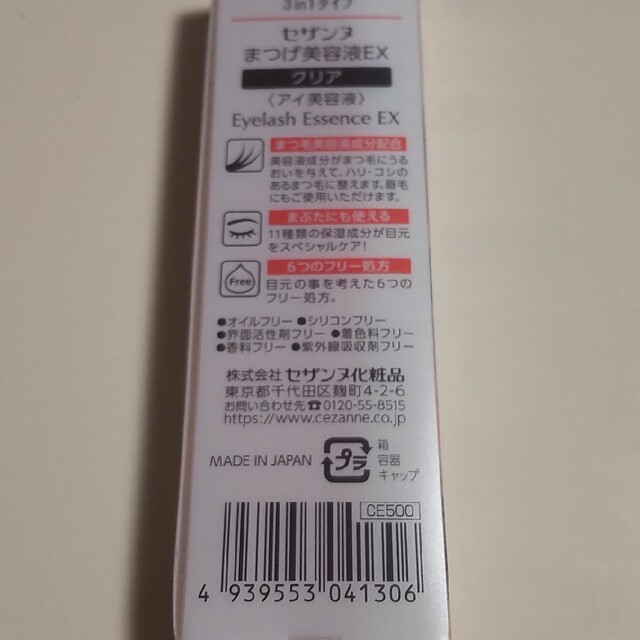 3in1タイプ
セザンヌ
まつげ美容液EX
クリア
〈アイ美容液〉
Eyelash Essence EX
まつ毛美容液成分配合
美容液成分がまつ毛にうる
おいを与えて、ハリ・コシの
あるまつ毛に整えます。眉毛
にもご使用いただけます。
まぶたにも使える
11種類の保湿成分が目元
をスペシャルケア!
Free
6つのフリー処方
目元の事を考えた6つの
フリー処方。
●オイルフリー ●シリコンフリー
●界面活性剤フリー ●着色料フリー
●香料フリー ●紫外線吸収剤フリー
株式会社 セザンヌ化粧品
東京都千代田区麹町4-2-6
お問い合わせ先☎0120-55-8515
https://www.cezanne.co.jp
MADE IN JAPAN
プラ
箱
容器
キャップ
CE500
4 939553 041306